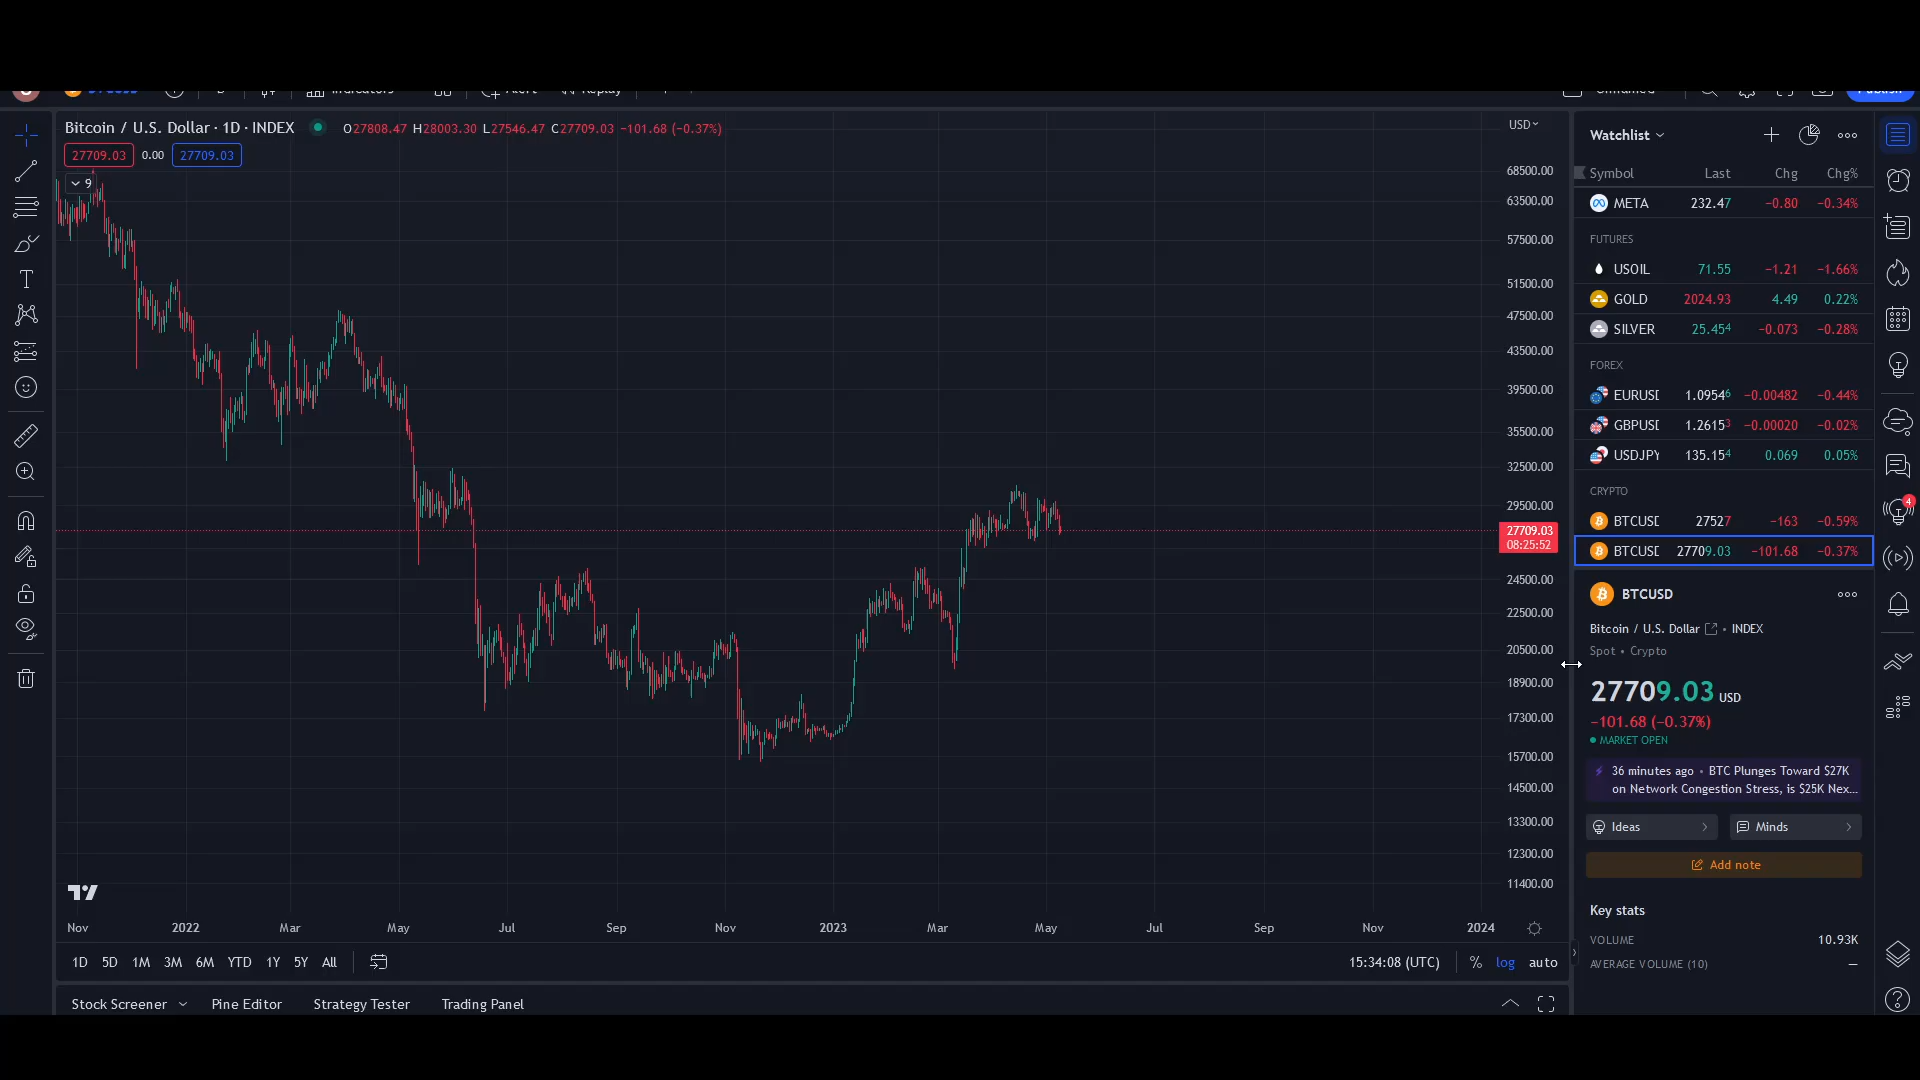 Bitcoin / U.S. Dollar · 1D · INDEX O27808.47 H28003.30 L27546.47 C27709.03 −101.68 (−0.37%)
27709.03 0.00 27709.03
9
USD
68500.00
63500.00
57500.00
51500.00
47500.00
43500.00
39500.00
35500.00
32500.00
29500.00
27709.03
08:25:52
24500.00
22500.00
20500.00
18900.00
17300.00
15700.00
14500.00
13300.00
12300.00
11400.00
Nov 2022 Mar May Jul Sep Nov 2023 Mar May Jul Sep Nov 2024
1D 5D 1M 3M 6M YTD 1Y 5Y All
15:34:08 (UTC) % log auto
Stock Screener Pine Editor Strategy Tester Trading Panel
Watchlist
Symbol Last Chg Chg%
META 232.47 −0.80 −0.34%
FUTURES
USOIL 71.55 −1.21 −1.66%
GOLD 2024.93 4.49 0.22%
SILVER 25.454 −0.073 −0.28%
FOREX
EURUSD 1.09546 −0.00482 −0.44%
GBPUSD 1.26153 −0.00020 −0.02%
USDJPY 135.154 0.069 0.05%
CRYPTO
BTCUSD 27527 −163 −0.59%
BTCUSD 27709.03 −101.68 −0.37%
4
BTCUSD
Bitcoin / U.S. Dollar • INDEX
Spot • Crypto
27709.03 USD
−101.68 (−0.37%)
MARKET OPEN
36 minutes ago • BTC Plunges Toward $27K
on Network Congestion Stress, is $25K Nex...
Ideas Minds
Add note
Key stats
VOLUME 10.93K
AVERAGE VOLUME (10) —